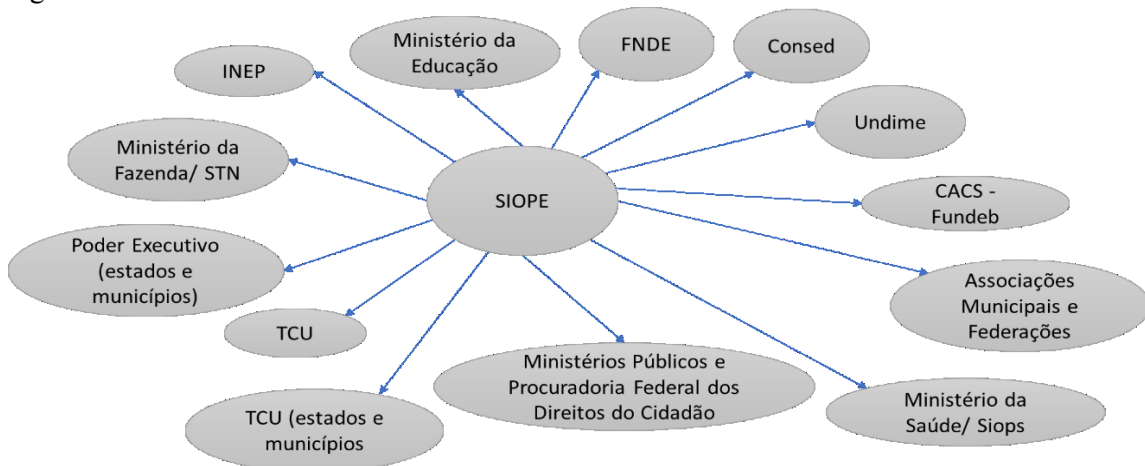 Ministério da
Educação
FNDE
Consed
INEP
Undime
Ministério da
Fazenda/ STN
SIOPE
CACS -
Fundeb
Poder Executivo
(estados e
municípios)
Associações
Municipais e
Federações
TCU
Ministérios Públicos e
Procuradoria Federal dos
Direitos do Cidadão
TCU (estados e
municípios
Ministério da
Saúde/ Siops